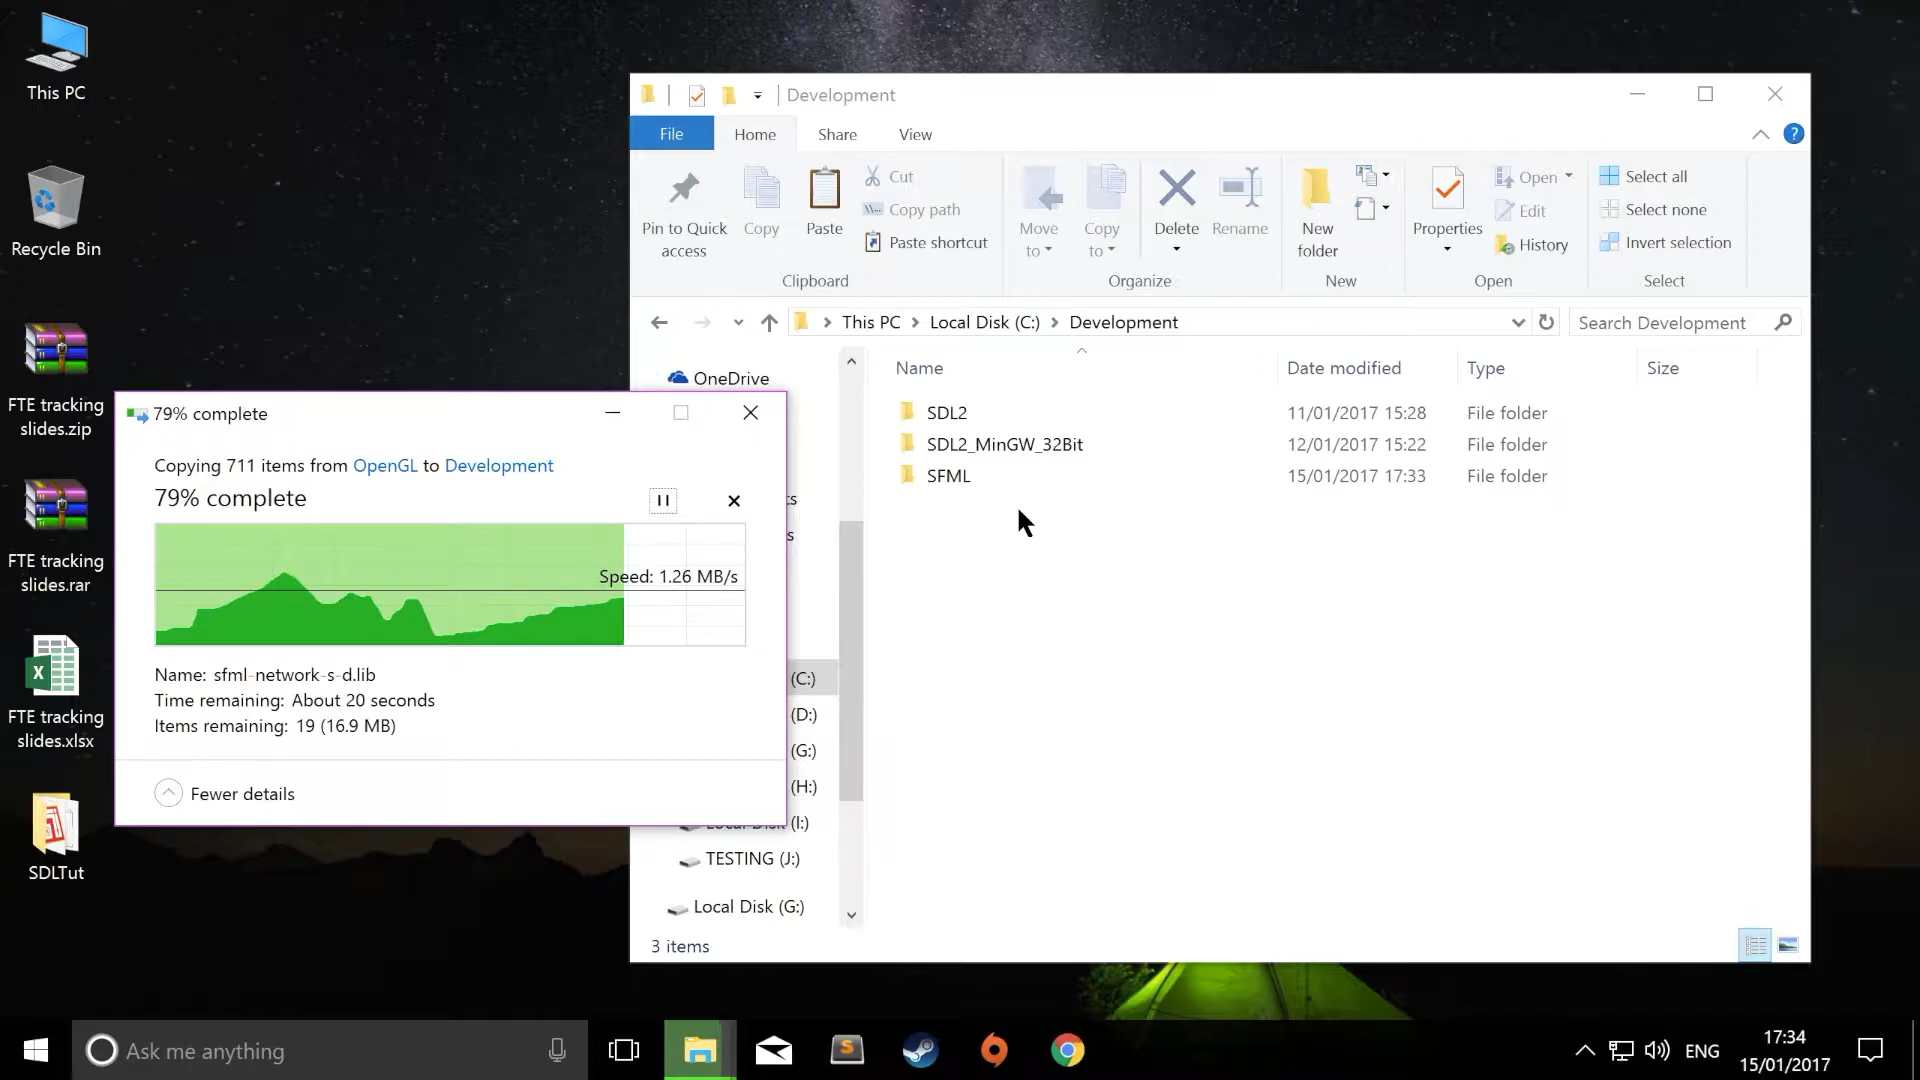 This PC
Recycle Bin
FTE tracking
slides.zip
FTE tracking
slides.rar
FTE tracking
slides.xlsx
SDLTut
Development
File
Home
Share
View
Pin to Quick
access
Copy
Paste
Cut
Copy path
Paste shortcut
Clipboard
Move
to
Copy
to
Delete
Rename
Organize
New
folder
New
Properties
Open
Edit
History
Open
Select all
Select none
Invert selection
Select
This PC
Local Disk (C:)
Development
Search Development
OneDrive
ts
s
(C:)
(D:)
(G:)
(H:)
Local Disk (I:)
TESTING (J:)
Local Disk (G:)
Name
Date modified
Type
Size
SDL2
11/01/2017 15:28
File folder
SDL2_MinGW_32Bit
12/01/2017 15:22
File folder
SFML
15/01/2017 17:33
File folder
3 items
79% complete
Copying 711 items from OpenGL to Development
79% complete
Speed: 1.26 MB/s
Name: sfml-network-s-d.lib
Time remaining: About 20 seconds
Items remaining: 19 (16.9 MB)
Fewer details
Ask me anything
ENG
17:34
15/01/2017